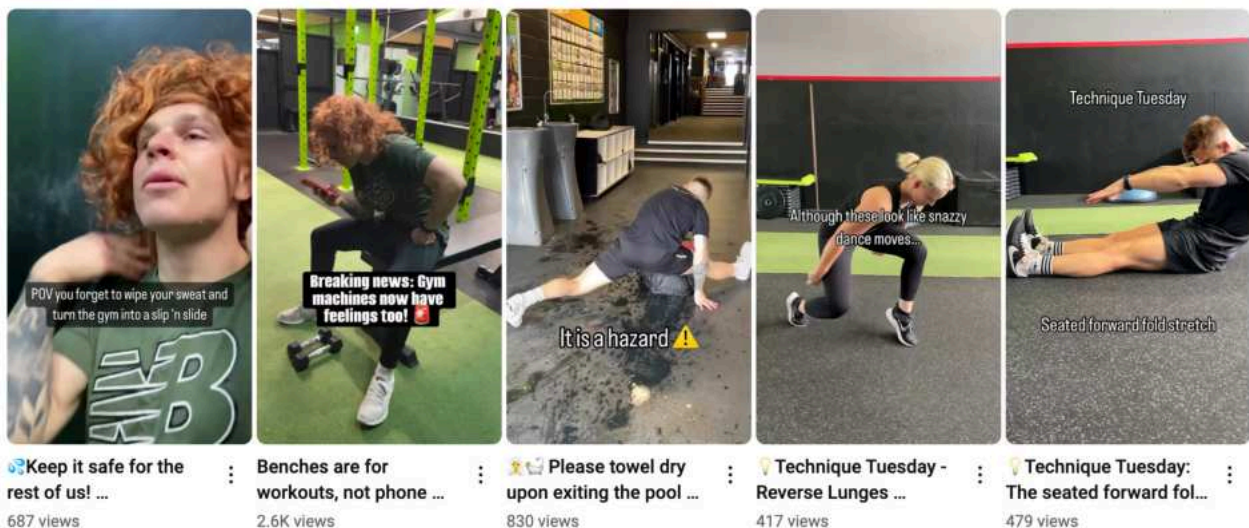 POV you forget to wipe your sweat and
turn the gym into a slip 'n slide
NB
Breaking news: Gym
machines now have
feelings too! 🚨
It is a hazard ⚠️
Although these look like snazzy
dance moves...
Technique Tuesday
Seated forward fold stretch
💦Keep it safe for the
rest of us! ...
687 views
Benches are for
workouts, not phone ...
2.6K views
Please towel dry
upon exiting the pool ...
830 views
💡Technique Tuesday -
Reverse Lunges ...
417 views
💡Technique Tuesday:
The seated forward fol...
479 views